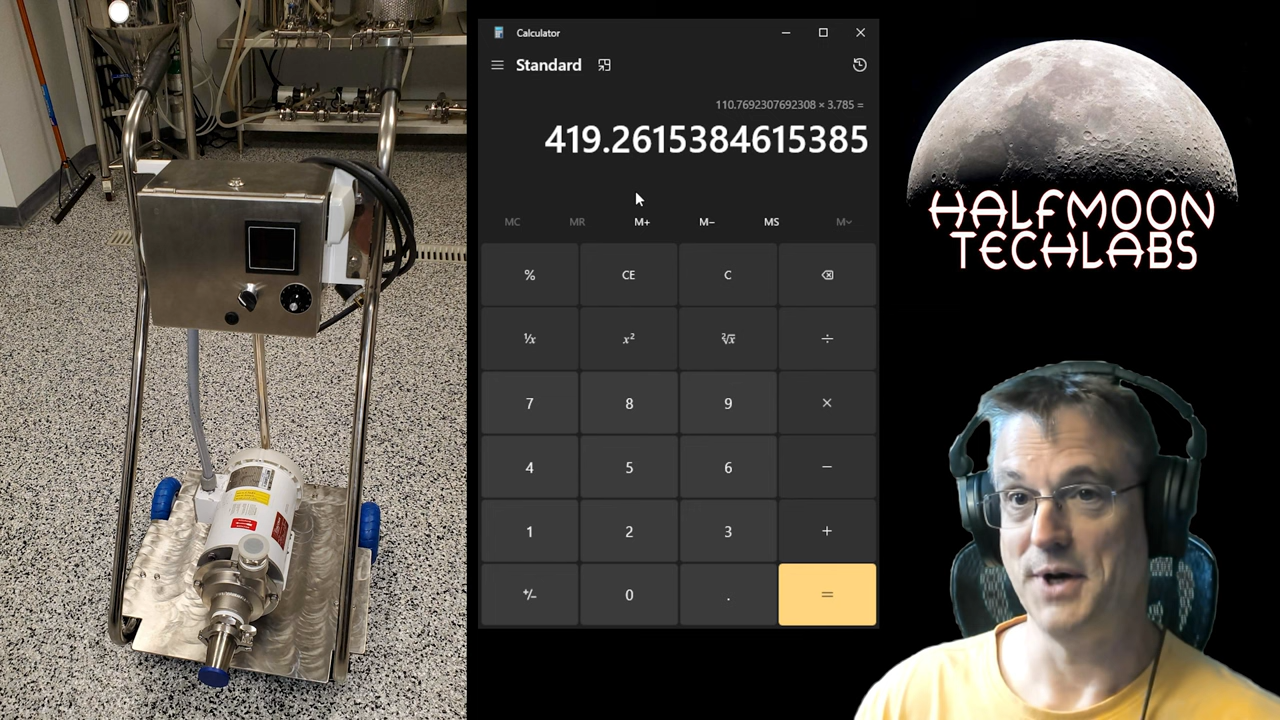 Calculator
Standard
110.7692307692308 × 3.785 =
419.2615384615385
MC MR M+ M− MS M˅
% CE C
⅟x x² ²√x ÷
7 8 9 ×
4 5 6 −
1 2 3 +
+/− 0 . =
HALFMOON
TECHLABS